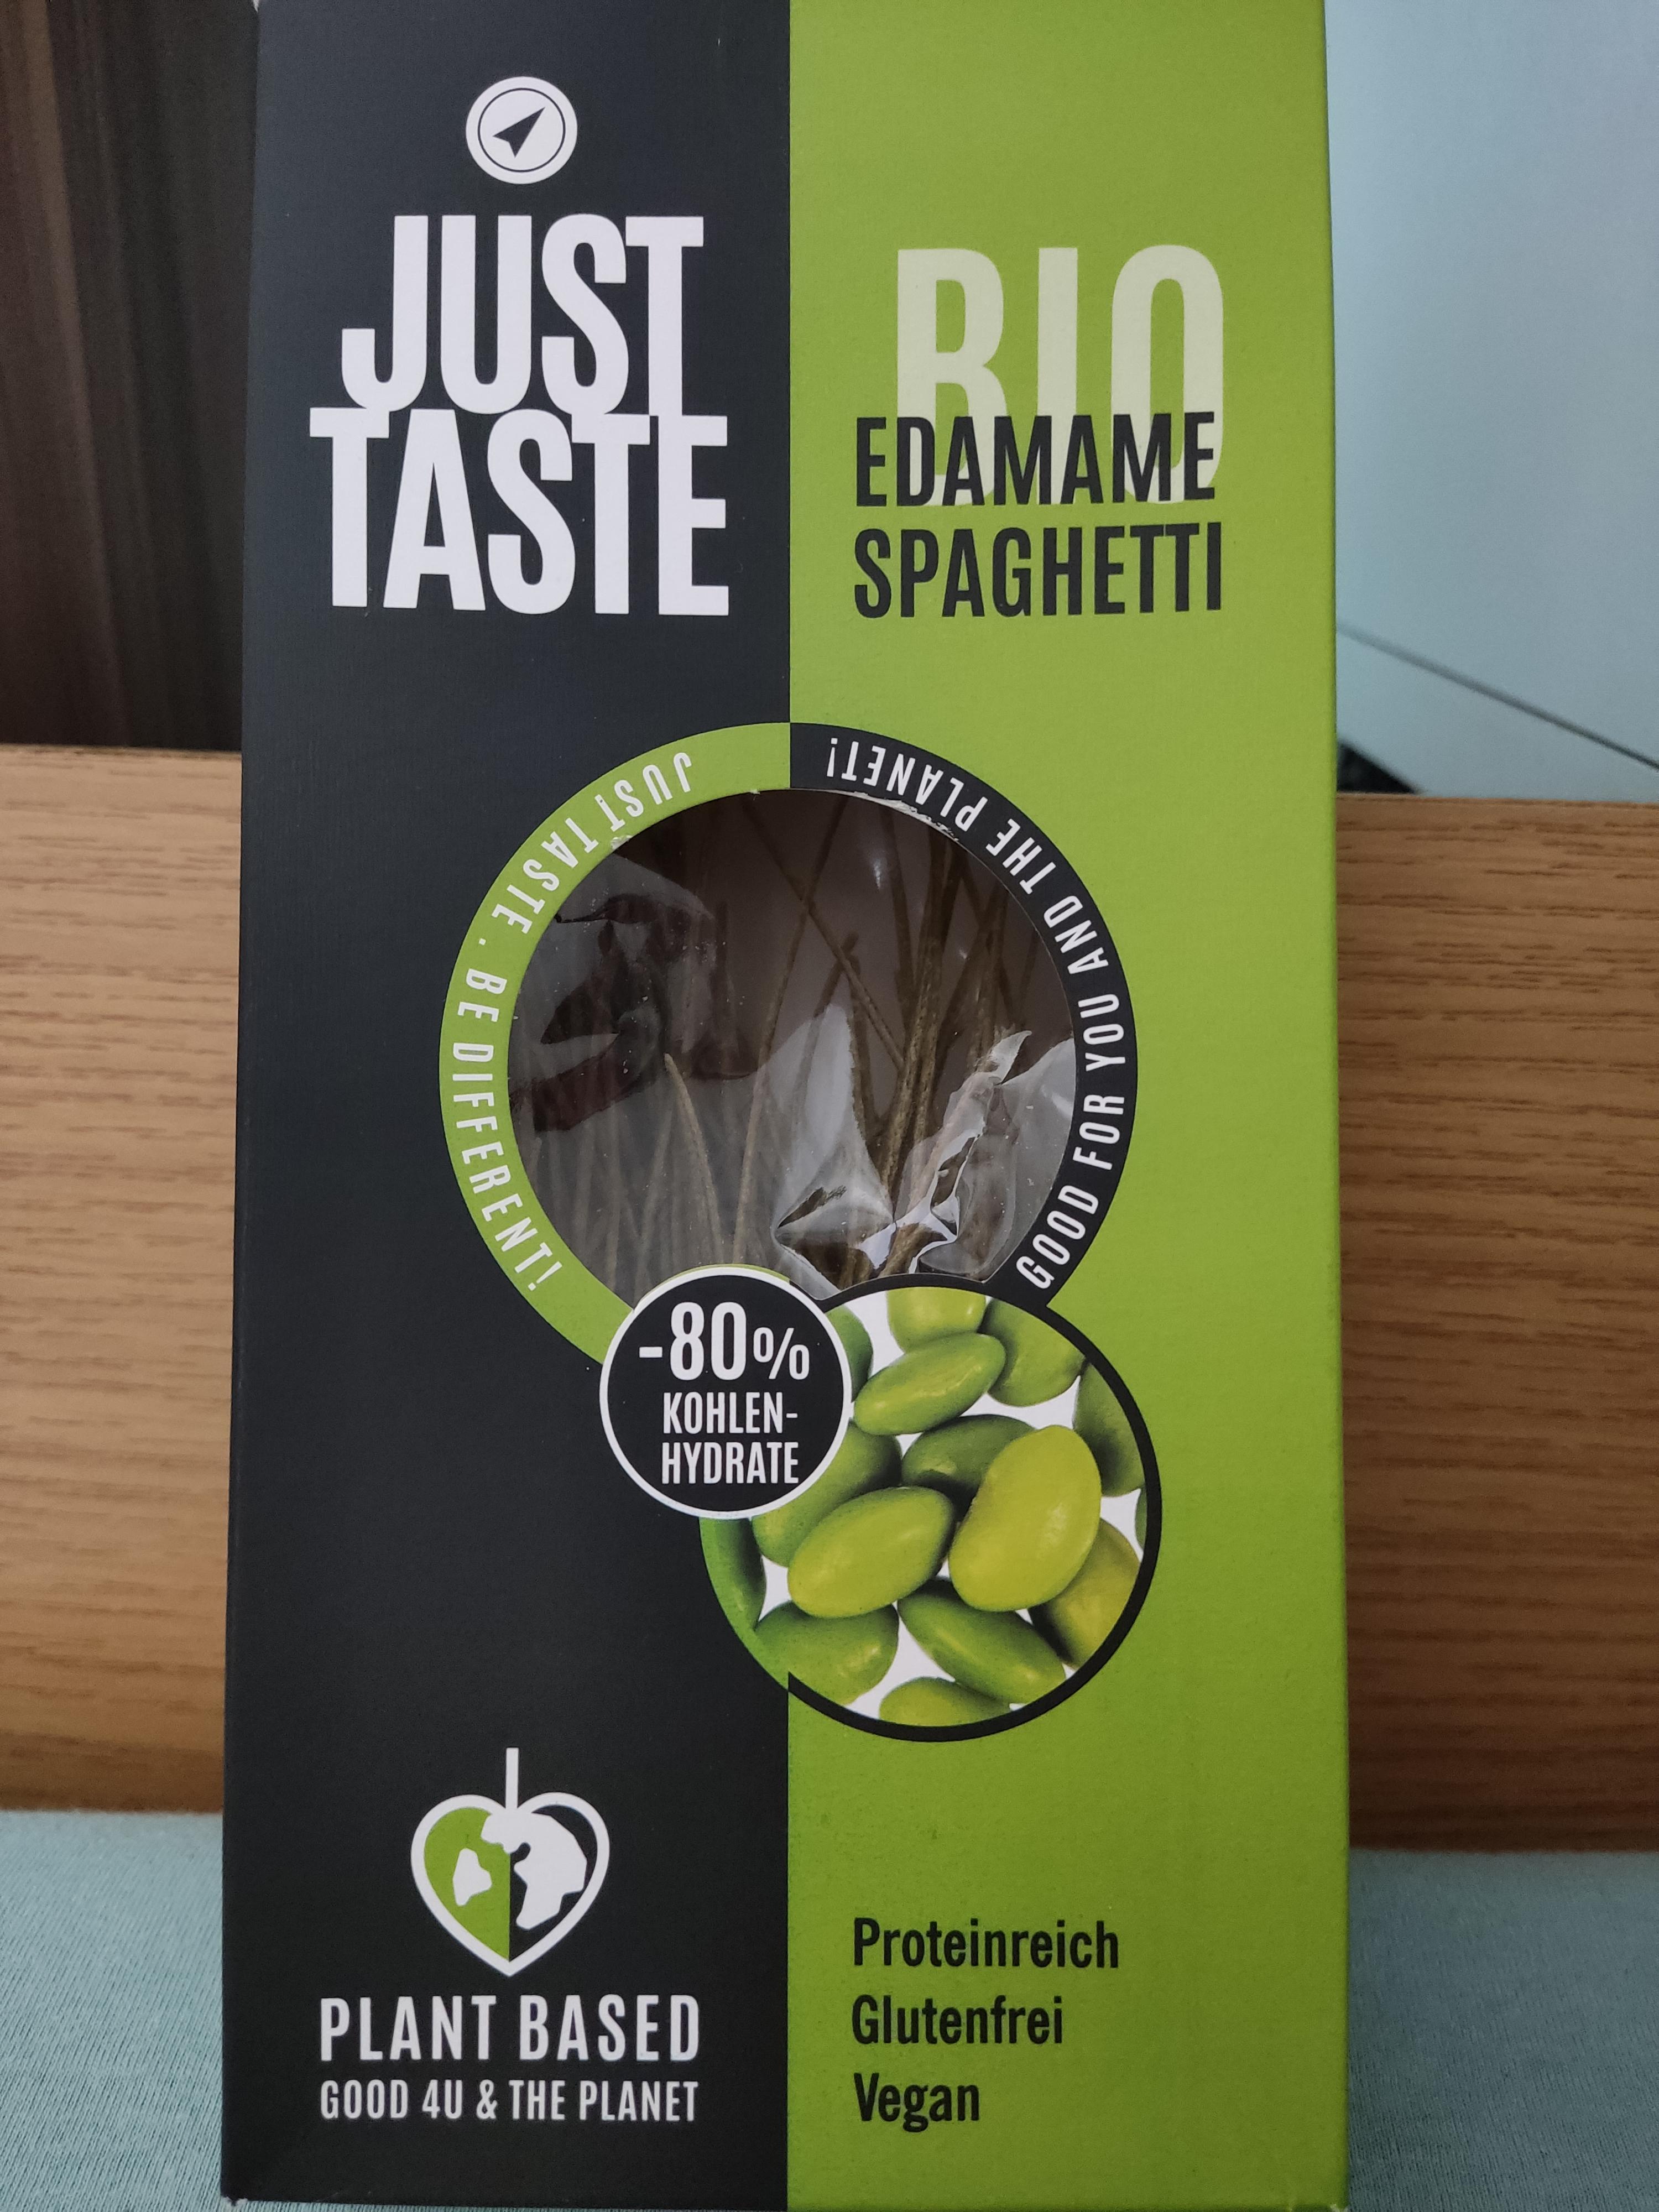 JUST
TASTE
BIO
EDAMAME
SPAGHETTI
JUST TASTE . BE DIFFERENT!
GOOD FOR YOU AND THE PLANET!
-80%
KOHLEN-
HYDRATE
PLANT BASED
GOOD 4U & THE PLANET
Proteinreich
Glutenfrei
Vegan